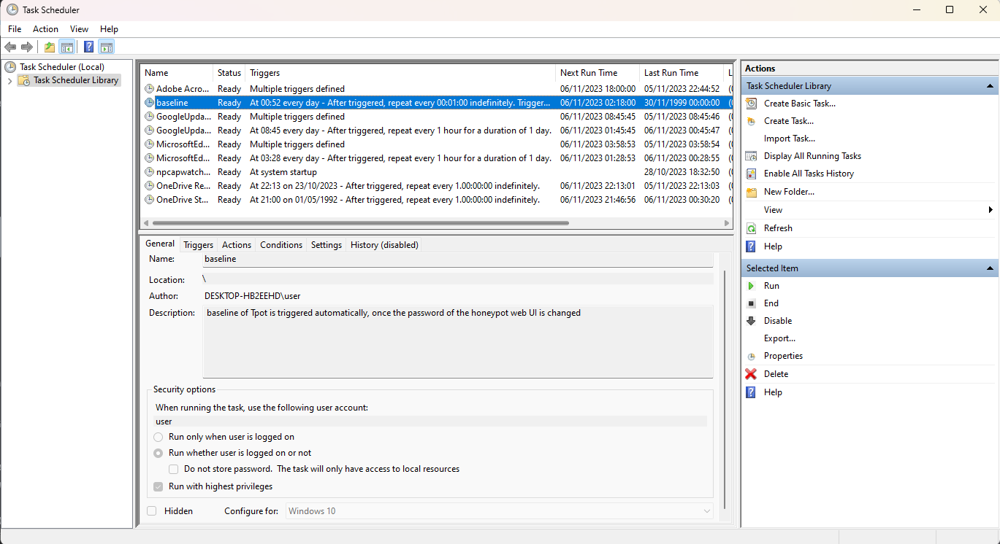 Task Scheduler
File Action View Help
Task Scheduler (Local)
Task Scheduler Library
Name Status Triggers Next Run Time Last Run Time L
Adobe Acro... Ready Multiple triggers defined 06/11/2023 18:00:00 05/11/2023 22:44:52 (
baseline Ready At 00:52 every day - After triggered, repeat every 00:01:00 indefinitely. Trigger... 06/11/2023 02:18:00 30/11/1999 00:00:00 (
GoogleUpda... Ready Multiple triggers defined 06/11/2023 08:45:45 05/11/2023 08:45:46 (
GoogleUpda... Ready At 08:45 every day - After triggered, repeat every 1 hour for a duration of 1 day. 06/11/2023 01:45:45 06/11/2023 00:45:47 (
MicrosoftEd... Ready Multiple triggers defined 06/11/2023 03:58:53 05/11/2023 03:58:54 (
MicrosoftEd... Ready At 03:28 every day - After triggered, repeat every 1 hour for a duration of 1 day. 06/11/2023 01:28:53 06/11/2023 00:28:55 (
npcapwatch... Ready At system startup 28/10/2023 18:32:50 (
OneDrive Re... Ready At 22:13 on 23/10/2023 - After triggered, repeat every 1.00:00:00 indefinitely. 06/11/2023 22:13:01 05/11/2023 22:13:03 (
OneDrive St... Ready At 21:00 on 01/05/1992 - After triggered, repeat every 1.00:00:00 indefinitely. 06/11/2023 21:46:56 06/11/2023 00:30:20 (
General Triggers Actions Conditions Settings History (disabled)
Name: baseline
Location: \
Author: DESKTOP-HB2EEHD\user
Description: baseline of Tpot is triggered automatically, once the password of the honeypot web UI is changed
Security options
When running the task, use the following user account:
user
Run only when user is logged on
Run whether user is logged on or not
Do not store password. The task will only have access to local resources
Run with highest privileges
Hidden Configure for: Windows 10
Actions
Task Scheduler Library
Create Basic Task...
Create Task...
Import Task...
Display All Running Tasks
Enable All Tasks History
New Folder...
View
Refresh
Help
Selected Item
Run
End
Disable
Export...
Properties
Delete
Help